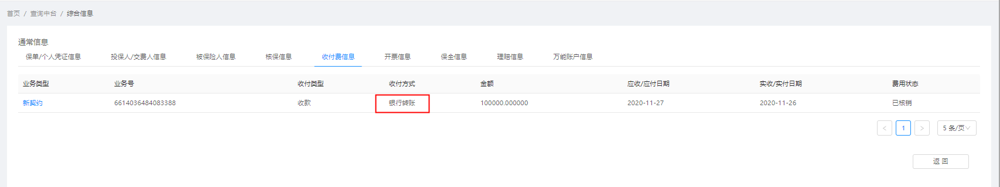 首页 / 查询中台 / 综合信息
通常信息
保单/个人凭证信息 投保人/交费人信息 被保险人信息 核保信息 收付费信息 开票信息 保全信息 理赔信息 万能账户信息
业务类型 业务号 收付类型 收付方式 金额 应收/应付日期 实收/实付日期 费用状态
新契约 6614036484083388 收款 银行转账 100000.000000 2020-11-27 2020-11-26 已核销
< 1 > 5 条/页
返 回